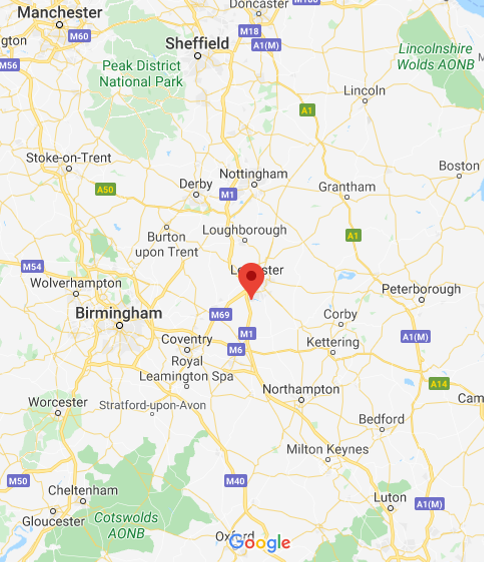 Manchester
Doncaster
M18
M60
ington
Sheffield
A1(M)
M56
Peak District
National Park
Lincolnshire
Wolds AONB
Lincoln
A1
Stoke-on-Trent
Nottingham
Boston
Derby
A50
M1
Grantham
Loughborough
A1
Burton
upon Trent
M54
Wolverhampton
Peterborough
Birmingham
M69
Corby
Coventry
M1
A1(M)
Kettering
M6
Royal
Leamington Spa
A14
Northampton
Cam
Worcester
Stratford-upon-Avon
Bedford
Milton Keynes
M50
M40
Cheltenham
Luton
A1(M)
Gloucester
Cotswolds
AONB
Oxford
Google